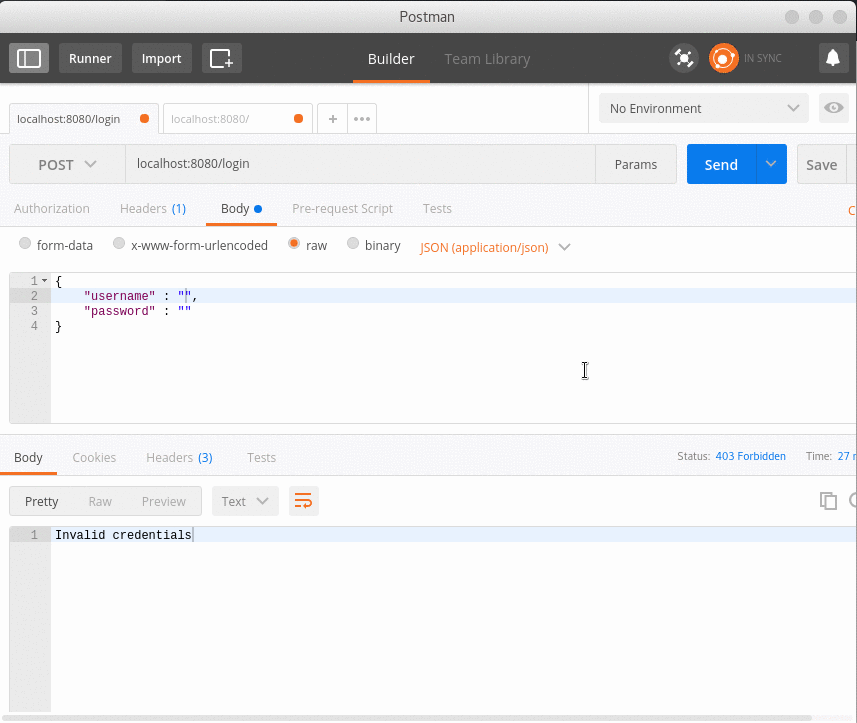 Postman
Runner Import Builder Team Library IN SYNC
localhost:8080/login localhost:8080/ + ••• No Environment
POST localhost:8080/login Params Send Save
Authorization Headers (1) Body Pre-request Script Tests
form-data x-www-form-urlencoded raw binary JSON (application/json)
1 {
2 "username" : "",
3 "password" : ""
4 }
Body Cookies Headers (3) Tests Status: 403 Forbidden Time: 27
Pretty Raw Preview Text
1 Invalid credentials